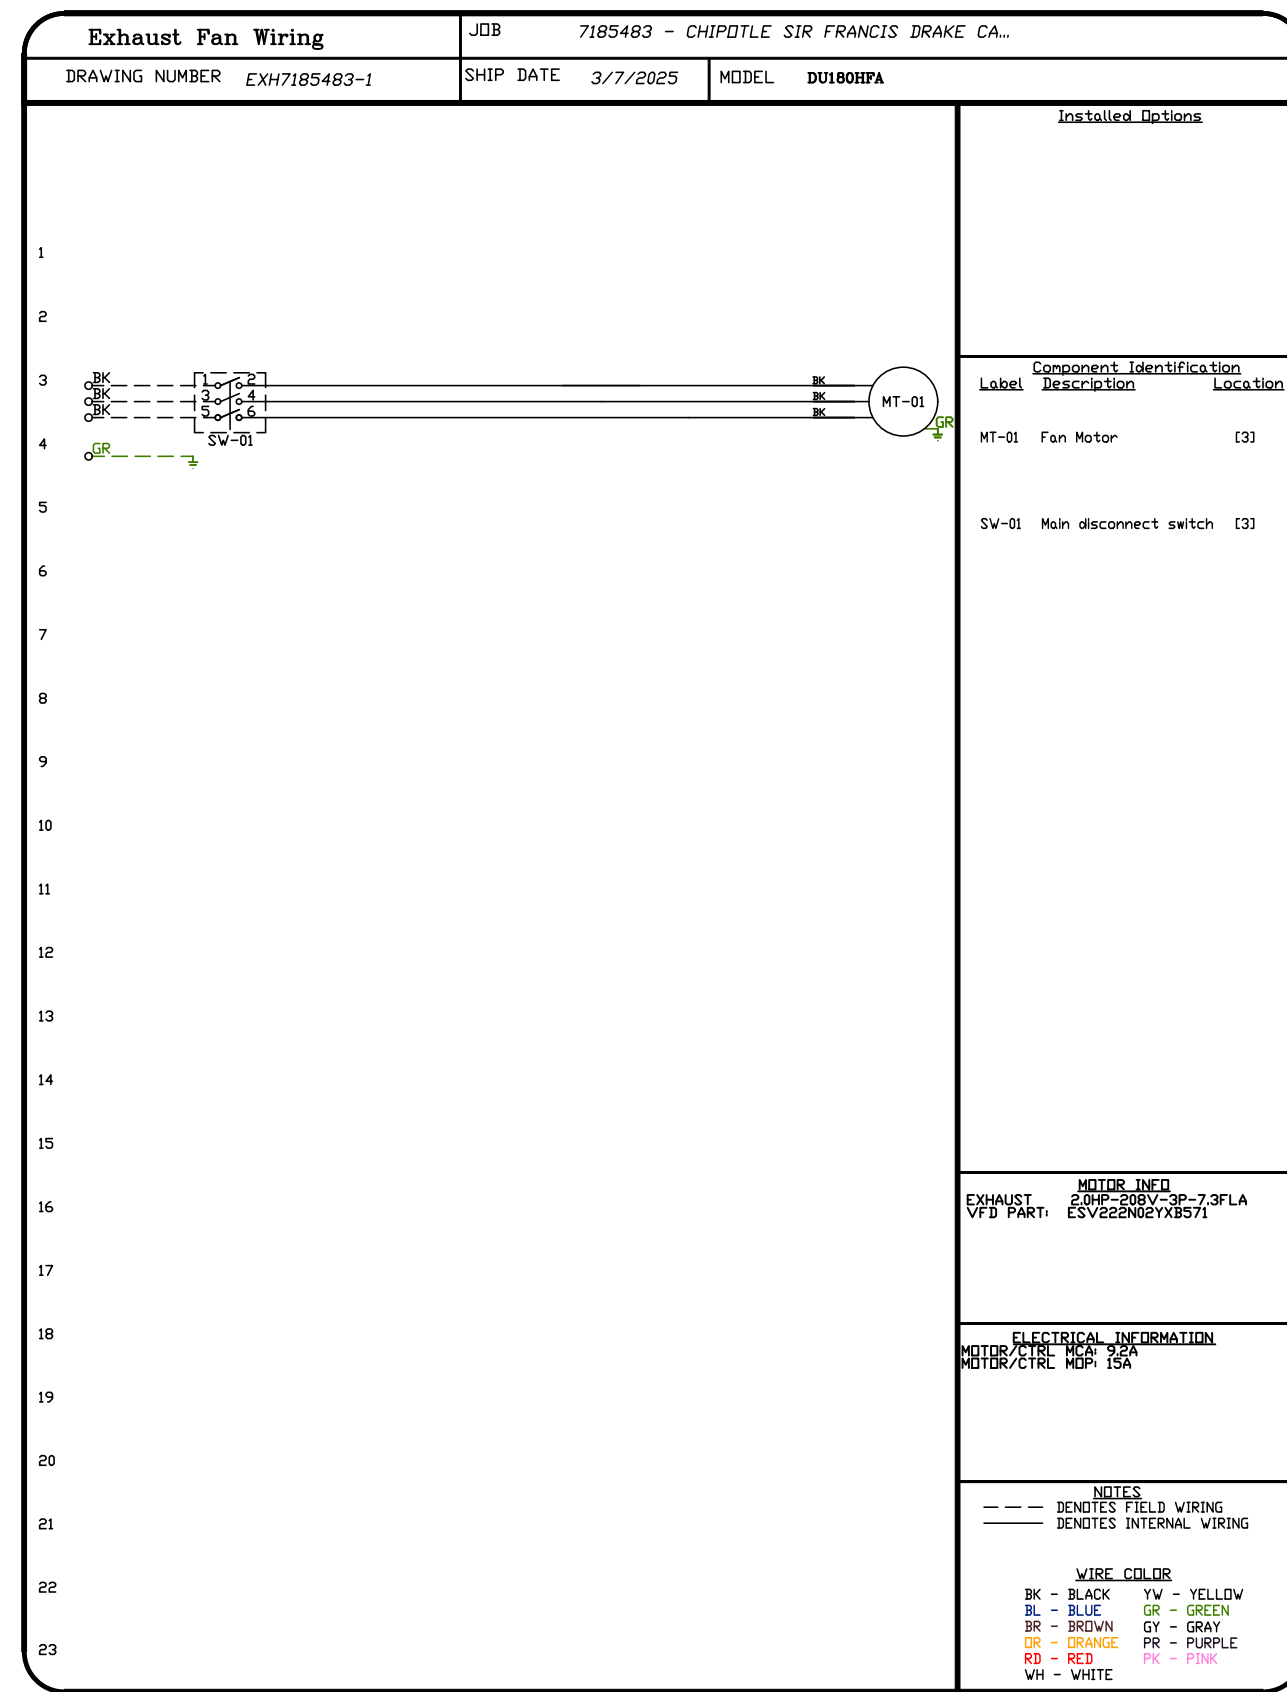 Exhaust Fan Wiring
JOB 7185483 - CHIPOTLE SIR FRANCIS DRAKE CA...
DRAWING NUMBER EXH7185483-1
SHIP DATE 3/7/2025
MODEL DU180HFA
Installed Options
1
2
3
BK 1 2 BK
BK 3 4 BK
BK 5 6 BK
MT-01
GR
SW-01
4
GR
5
6
7
8
9
10
11
12
13
14
15
16
17
18
19
20
21
22
23
Component Identification
Label Description Location
MT-01 Fan Motor [3]
SW-01 Main disconnect switch [3]
MOTOR INFO
EXHAUST 2.0HP-208V-3P-7.3FLA
VFD PART: ESV222N02YXB571
ELECTRICAL INFORMATION
MOTOR/CTRL MCA: 9.2A
MOTOR/CTRL MOP: 15A
NOTES
DENOTES FIELD WIRING
DENOTES INTERNAL WIRING
WIRE COLOR
BK - BLACK YW - YELLOW
BL - BLUE GR - GREEN
BR - BROWN GY - GRAY
OR - ORANGE PR - PURPLE
RD - RED PK - PINK
WH - WHITE